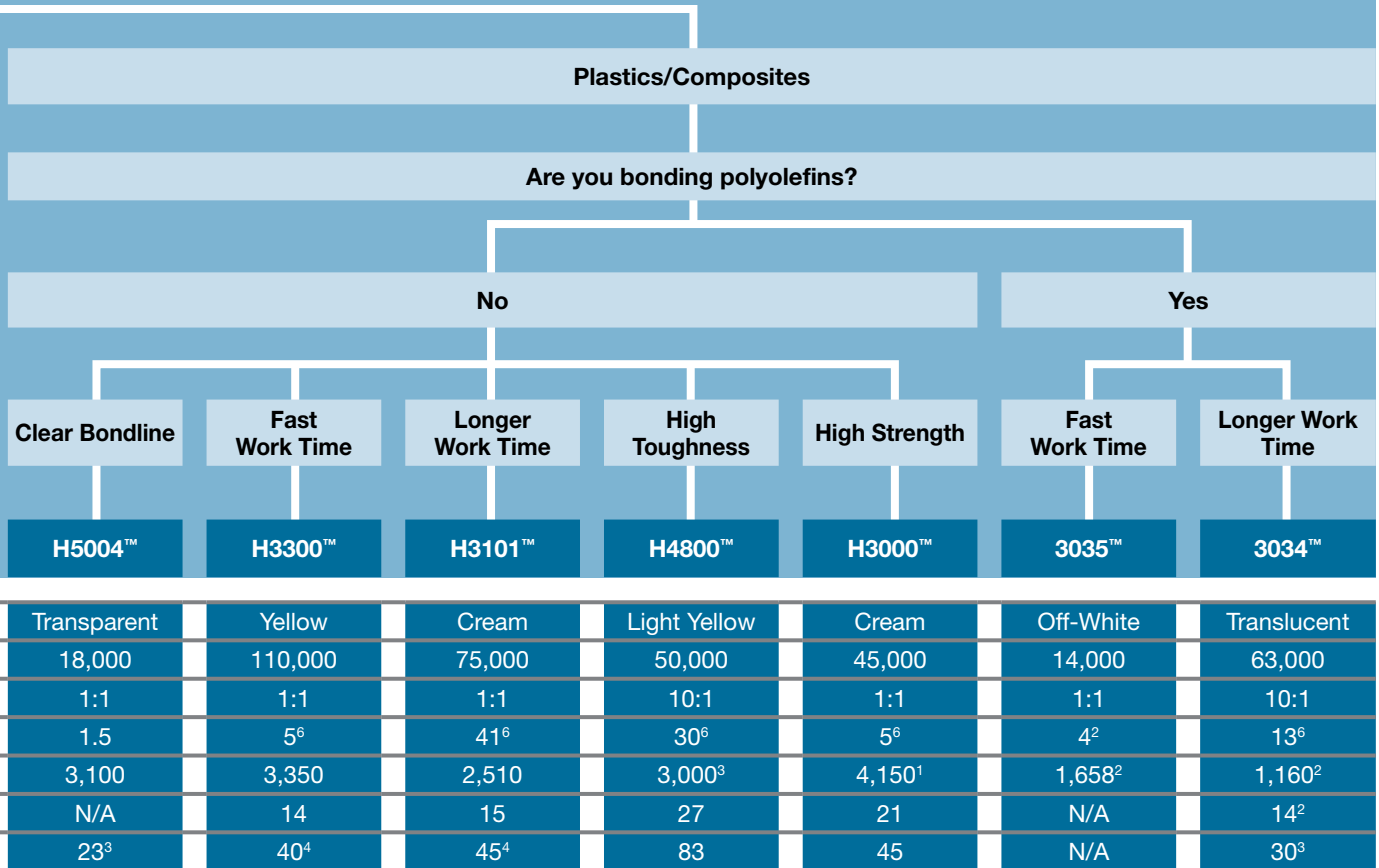 Plastics/Composites
Are you bonding polyolefins?
No Yes
Clear Bondline Fast Work Time Longer Work Time High Toughness High Strength Fast Work Time Longer Work Time
H5004™ H3300™ H3101™ H4800™ H3000™ 3035™ 3034™
Transparent Yellow Cream Light Yellow Cream Off-White Translucent
18,000 110,000 75,000 50,000 45,000 14,000 63,000
1:1 1:1 1:1 10:1 1:1 1:1 10:1
1.5 5⁶ 41⁶ 30⁶ 5⁶ 4² 13⁶
3,100 3,350 2,510 3,000³ 4,150¹ 1,658² 1,160²
N/A 14 15 27 21 N/A 14²
23³ 40⁴ 45⁴ 83 45 N/A 30³